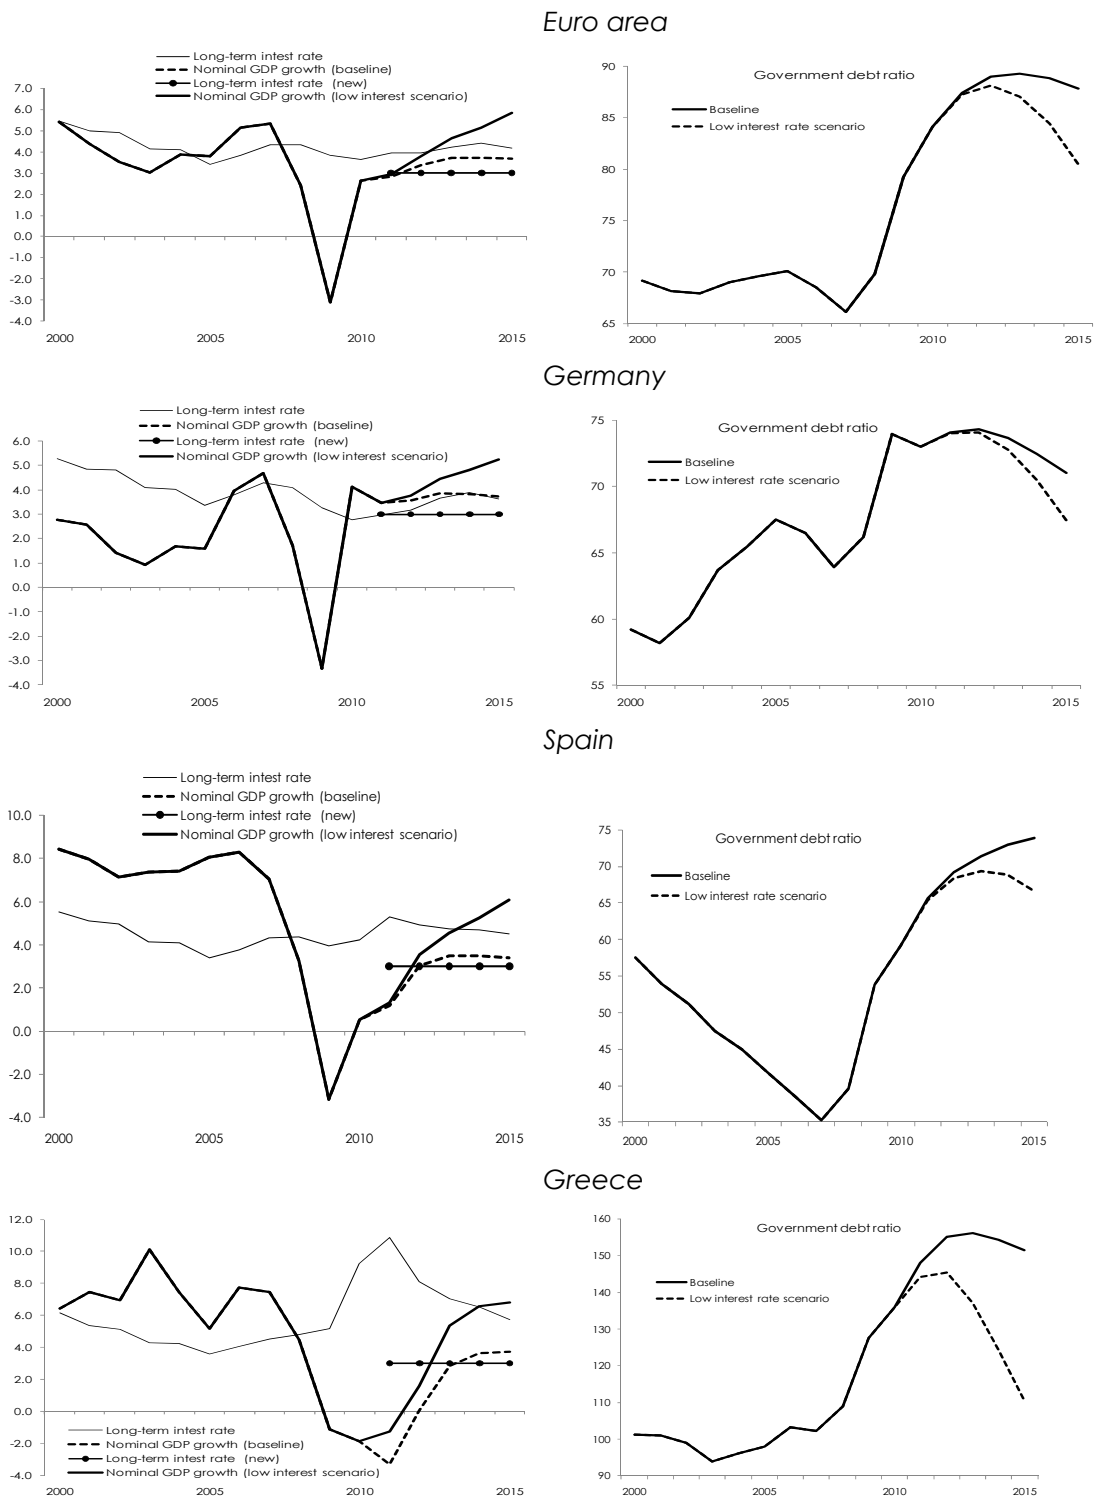 Euro area
Long-term intest rate
Nominal GDP growth (baseline)
Long-term interest rate (new)
Nominal GDP growth (low interest scenario)
7.0
6.0
5.0
4.0
3.0
2.0
1.0
0.0
-1.0
-2.0
-3.0
-4.0
2000 2005 2010 2015
Government debt ratio
Baseline
Low interest rate scenario
90
85
80
75
70
65
2000 2005 2010 2015
Germany
Long-term intest rate
Nominal GDP growth (baseline)
Long-term interest rate (new)
Nominal GDP growth (low interest scenario)
6.0
5.0
4.0
3.0
2.0
1.0
0.0
-1.0
-2.0
-3.0
-4.0
2000 2005 2010 2015
Government debt ratio
Baseline
Low interest rate scenario
75
70
65
60
55
2000 2005 2010 2015
Spain
Long-term intest rate
Nominal GDP growth (baseline)
Long-term interest rate (new)
Nominal GDP growth (low interest scenario)
10.0
8.0
6.0
4.0
2.0
0.0
-2.0
-4.0
2000 2005 2010 2015
Government debt ratio
Baseline
Low interest rate scenario
75
70
65
60
55
50
45
40
35
2000 2005 2010 2015
Greece
12.0
10.0
8.0
6.0
4.0
2.0
0.0
-2.0
-4.0
Long-term intest rate
Nominal GDP growth (baseline)
Long-term interest rate (new)
Nominal GDP growth (low interest scenario)
2000 2005 2010 2015
Government debt ratio
Baseline
Low interest rate scenario
160
150
140
130
120
110
100
90
2000 2005 2010 2015